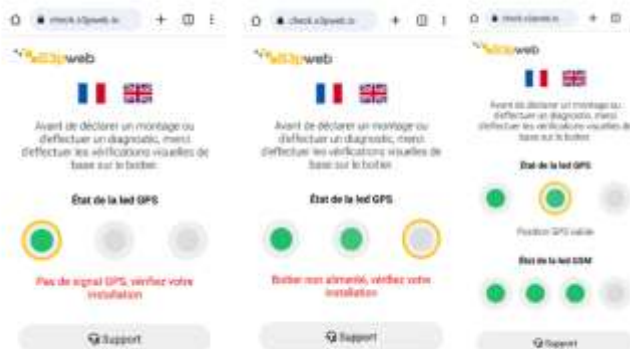 check.s3pweb.io
S3pweb
Avant de déclarer un montage ou
d'effectuer un diagnostic, merci
d'effectuer les vérifications visuelles de
base sur le boitier.
État de la led GPS
Pas de signal GPS, vérifiez votre
installation
Support
check.s3pweb.io
S3pweb
Avant de déclarer un montage ou
d'effectuer un diagnostic, merci
d'effectuer les vérifications visuelles de
base sur le boitier.
État de la led GPS
Boitier non alimenté, vérifiez votre
installation
Support
check.s3pweb.io
S3pweb
Avant de déclarer un montage ou
d'effectuer un diagnostic, merci
d'effectuer les vérifications visuelles de
base sur le boitier.
État de la led GPS
Position GPS valide
État de la led GSM
Support